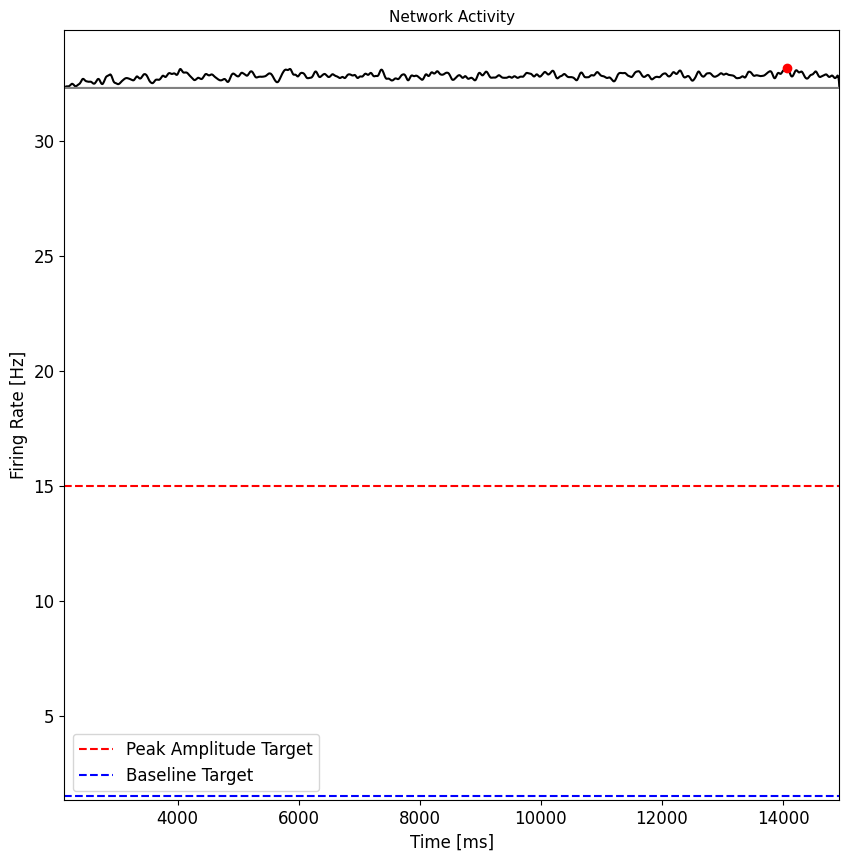 Network Activity
Firing Rate [Hz]
30
25
20
15
10
5
Peak Amplitude Target
Baseline Target
4000 6000 8000 10000 12000 14000
Time [ms]